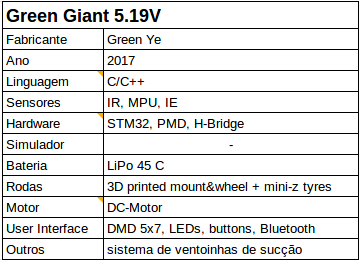 Green Giant 5.19V
Fabricante Green Ye
Ano 2017
Linguagem C/C++
Sensores IR, MPU, IE
Hardware STM32, PMD, H-Bridge
Simulador -
Bateria LiPo 45 C
Rodas 3D printed mount&wheel + mini-z tyres
Motor DC-Motor
User Interface DMD 5x7, LEDs, buttons, Bluetooth
Outros sistema de ventoinhas de sucção